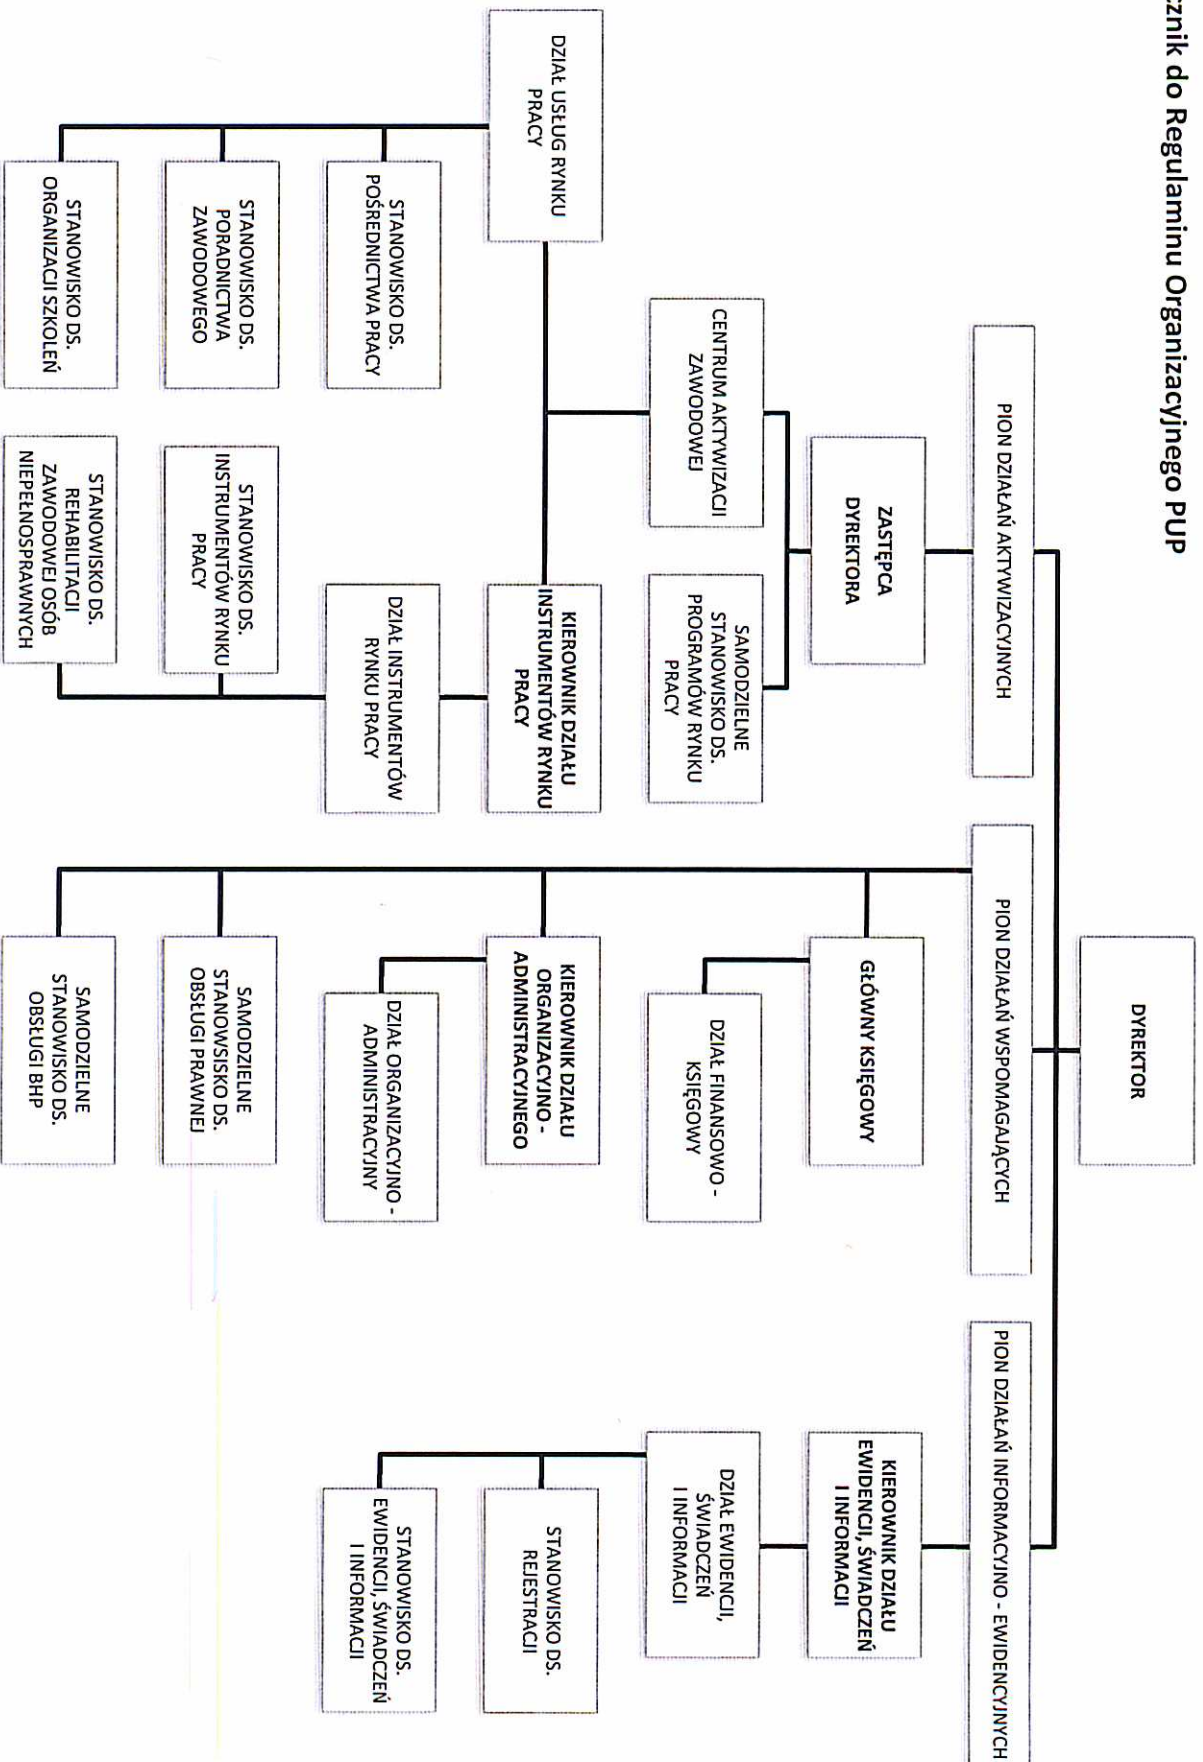 cznik do Regulaminu Organizacyjnego PUP
DYREKTOR
PION DZIAŁAŃ AKTYWIZACYJNYCH
PION DZIAŁAŃ WSPOMAGAJĄCYCH
PION DZIAŁAŃ INFORMACYJNO - EWIDENCYJNYCH
ZASTĘPCA
DYREKTORA
CENTRUM AKTYWIZACJI
ZAWODOWEJ
SAMODZIELNE
STANOWISKO DS.
PROGRAMÓW RYNKU
PRACY
DZIAŁ USŁUG RYNKU
PRACY
STANOWISKO DS.
POŚREDNICTWA PRACY
STANOWISKO DS.
PORADNICTWA
ZAWODOWEGO
STANOWISKO DS.
ORGANIZACJI SZKOLEŃ
KIEROWNIK DZIAŁU
INSTRUMENTÓW RYNKU
PRACY
DZIAŁ INSTRUMENTÓW
RYNKU PRACY
STANOWISKO DS.
INSTRUMENTÓW RYNKU
PRACY
STANOWISKO DS.
REHABILITACJI
ZAWODOWEJ OSÓB
NIEPEŁNOSPRAWNYCH
GŁÓWNY KSIĘGOWY
DZIAŁ FINANSOWO -
KSIĘGOWY
KIEROWNIK DZIAŁU
ORGANIZACYJNO -
ADMINISTRACYJNEGO
DZIAŁ ORGANIZACYJNO -
ADMINISTRACYJNY
SAMODZIELNE
STANOWSISKO DS.
OBSŁUGI PRAWNEJ
SAMODZIELNE
STANOWISKO DS.
OBSŁUGI BHP
KIEROWNIK DZIAŁU
EWIDENCJI, ŚWIADCZEŃ
I INFORMACJI
DZIAŁ EWIDENCJI,
ŚWIADCZEŃ
I INFORMACJI
STANOWISKO DS.
REJESTRACJI
STANOWISKO DS.
EWIDENCJI, ŚWIADCZEŃ
I INFORMACJI